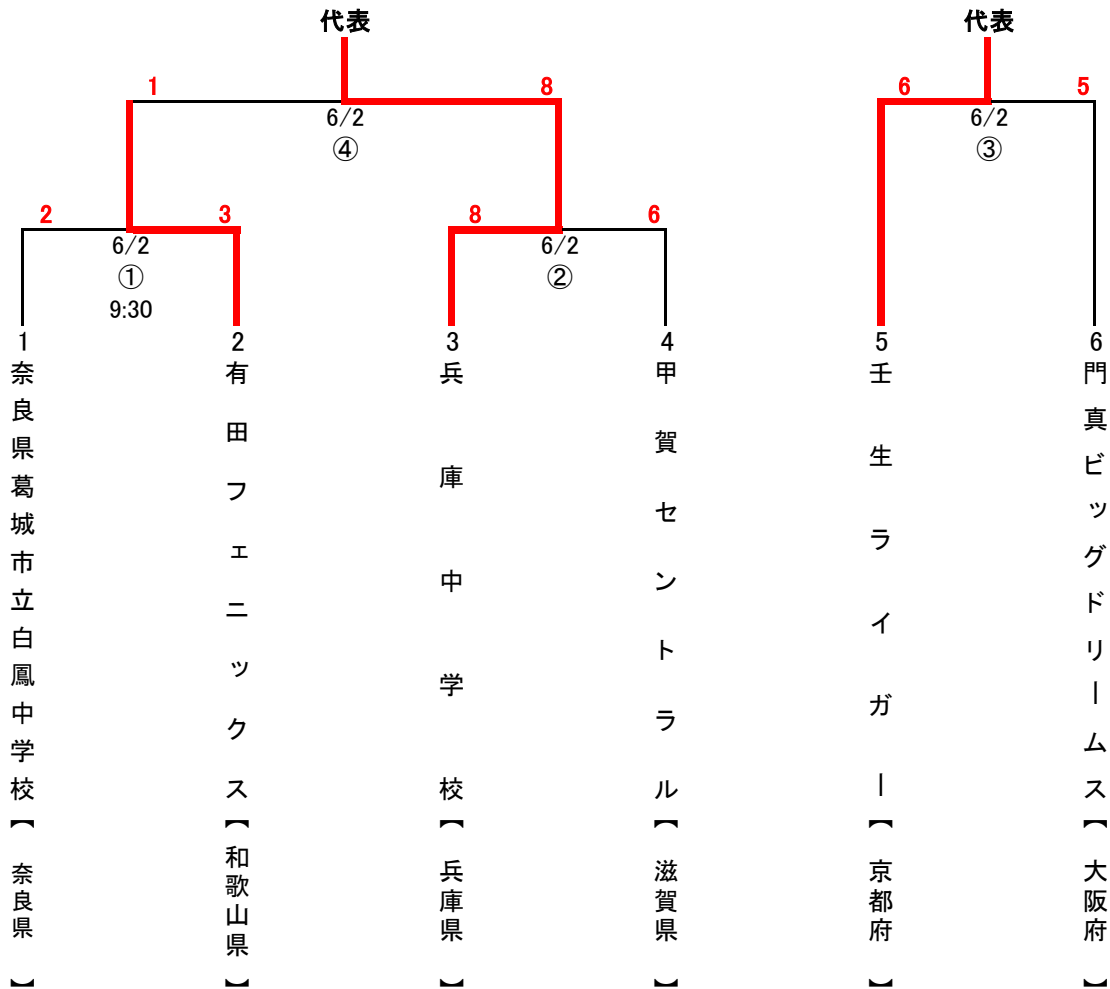 代表
代表
1
8
6
5
6/2
④
6/2
③
2
3
8
6
6/2
①
9:30
6/2
②
1
2
3
4
5
6
奈良県葛城市立白鳳中学校【奈良県】
有田フェニックス【和歌山県】
兵庫中学校【兵庫県】
甲賀セントラル【滋賀県】
壬生ライガー【京都府】
門真ビッグドリームス【大阪府】